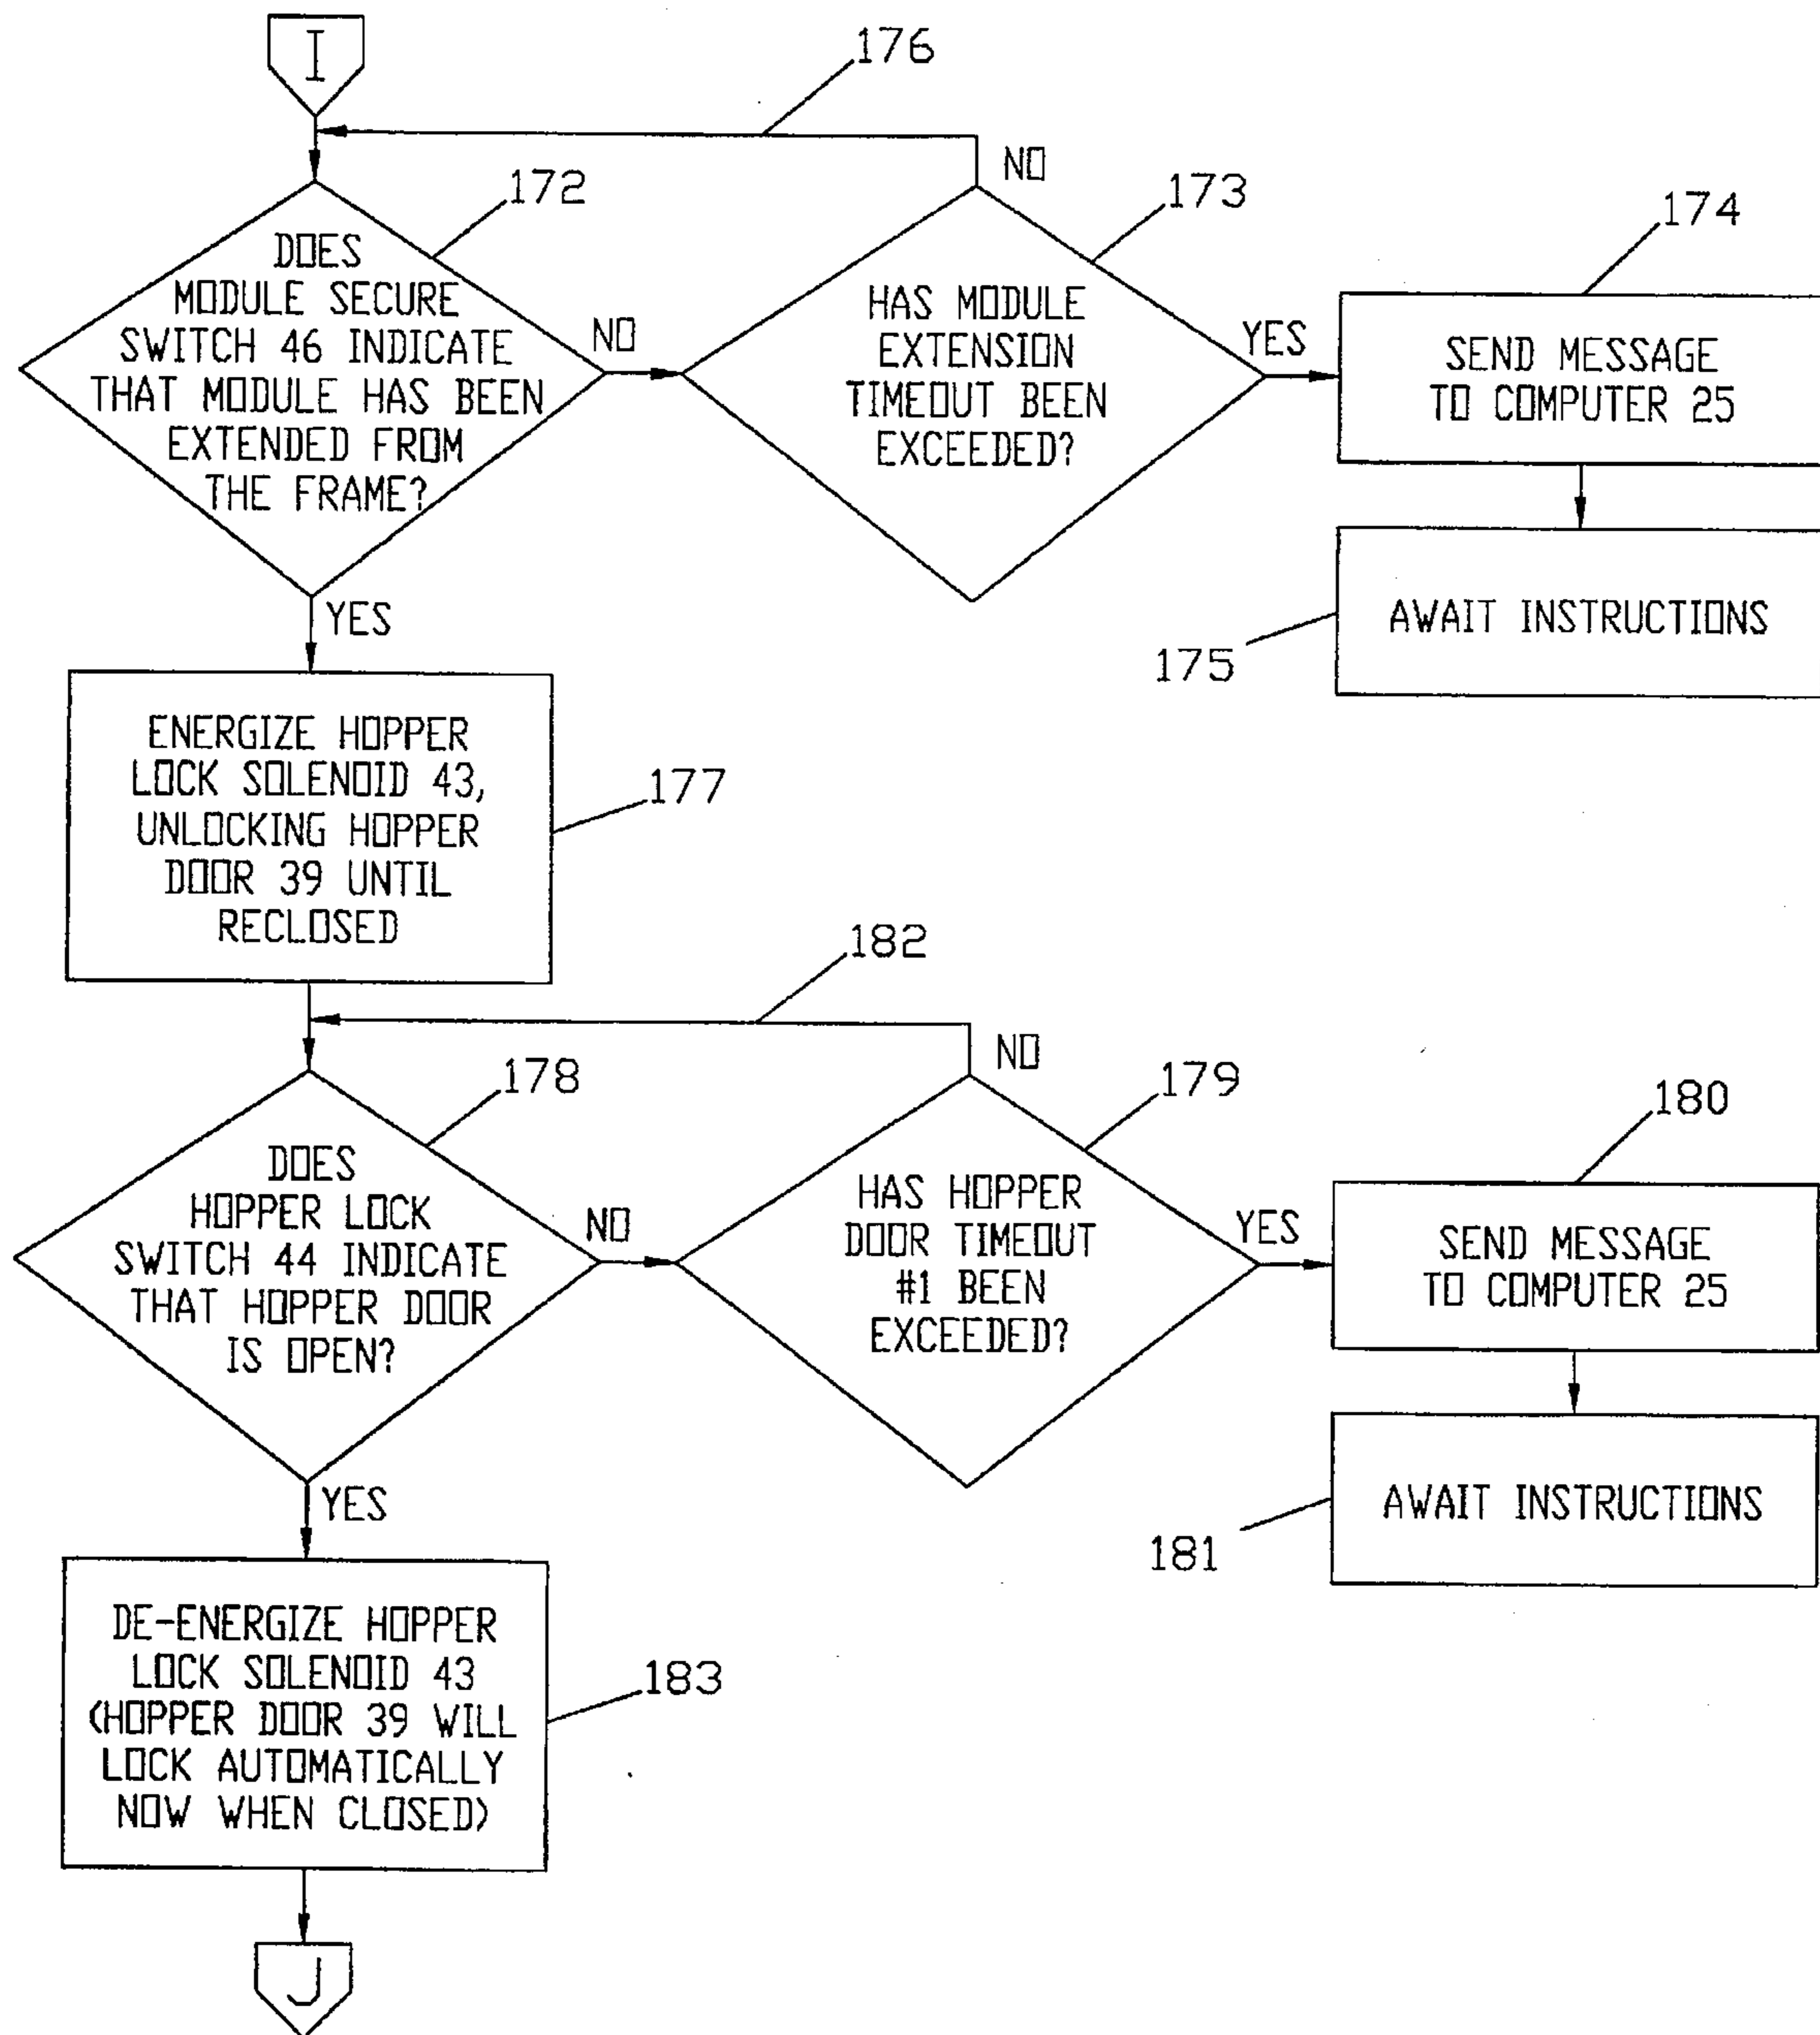 I
176
NO
172
173
174
DOES
MODULE SECURE
SWITCH 46 INDICATE
THAT MODULE HAS BEEN
EXTENDED FROM
THE FRAME?
NO
HAS MODULE
EXTENSION
TIMEOUT BEEN
EXCEEDED?
YES
SEND MESSAGE
TO COMPUTER 25
YES
AWAIT INSTRUCTIONS
175
ENERGIZE HOPPER
LOCK SOLENOID 43,
UNLOCKING HOPPER
DOOR 39 UNTIL
RECLOSED
177
182
NO
178
179
180
DOES
HOPPER LOCK
SWITCH 44 INDICATE
THAT HOPPER DOOR
IS OPEN?
NO
HAS HOPPER
DOOR TIMEOUT
#1 BEEN
EXCEEDED?
YES
SEND MESSAGE
TO COMPUTER 25
YES
AWAIT INSTRUCTIONS
181
DE-ENERGIZE HOPPER
LOCK SOLENOID 43
(HOPPER DOOR 39 WILL
LOCK AUTOMATICALLY
NOW WHEN CLOSED)
183
J